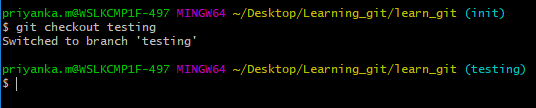 priyanka.m@WSLKCMP1F-497 MINGW64 ~/Desktop/Learning_git/learn_git (init)
$ git checkout testing
Switched to branch 'testing'
priyanka.m@WSLKCMP1F-497 MINGW64 ~/Desktop/Learning_git/learn_git (testing)
$